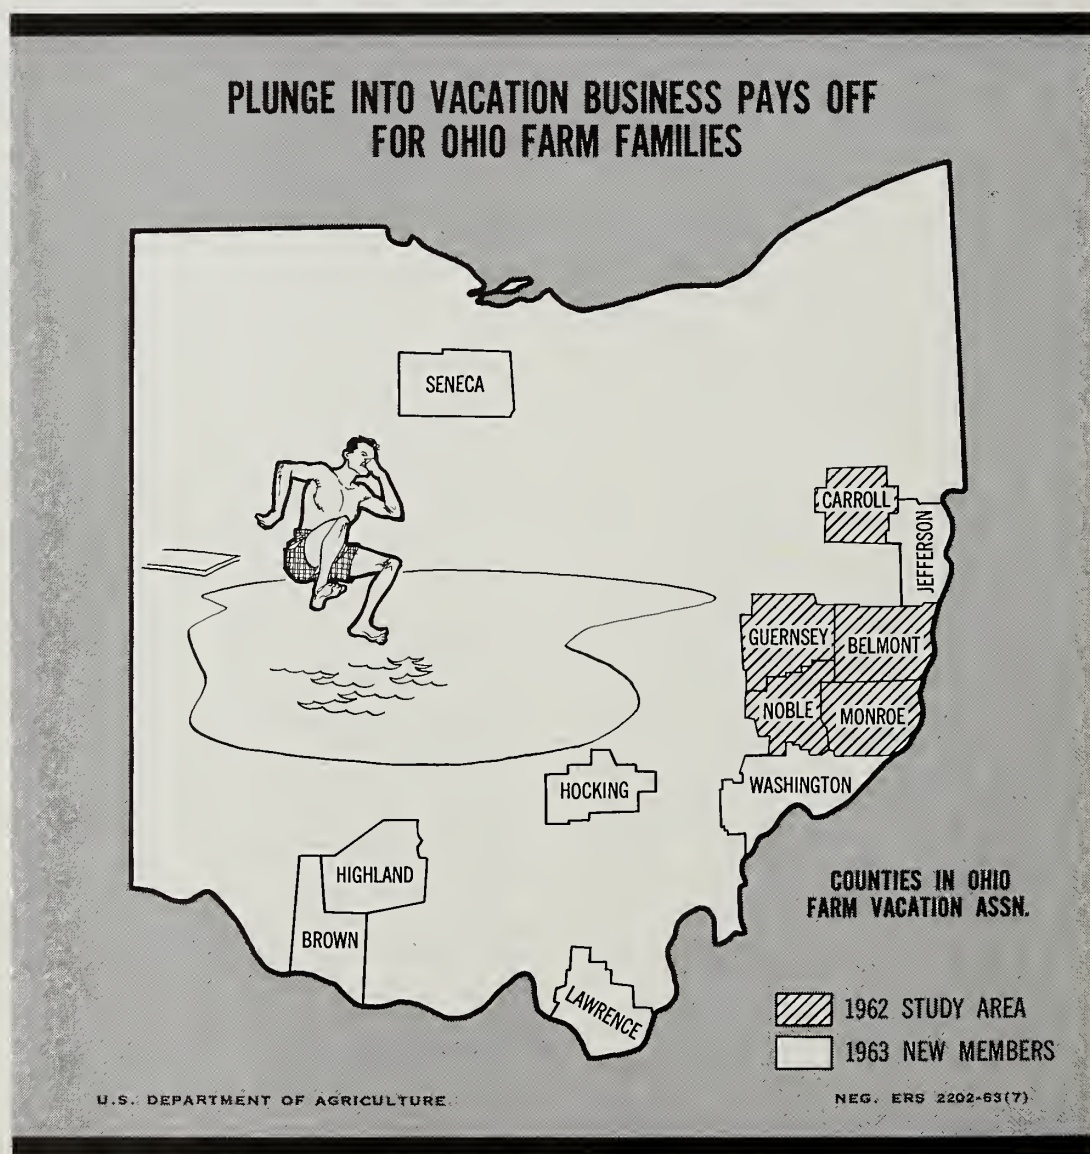 PLUNGE INTO VACATION BUSINESS PAYS OFF
FOR OHIO FARM FAMILIES
SENECA
CARROLL
JEFFERSON
GUERNSEY
BELMONT
NOBLE
MONROE
WASHINGTON
HOCKING
HIGHLAND
BROWN
LAWRENCE
COUNTIES IN OHIO
FARM VACATION ASSN.
1962 STUDY AREA
1963 NEW MEMBERS
U.S. DEPARTMENT OF AGRICULTURE
NEG. ERS 2202-63(7)